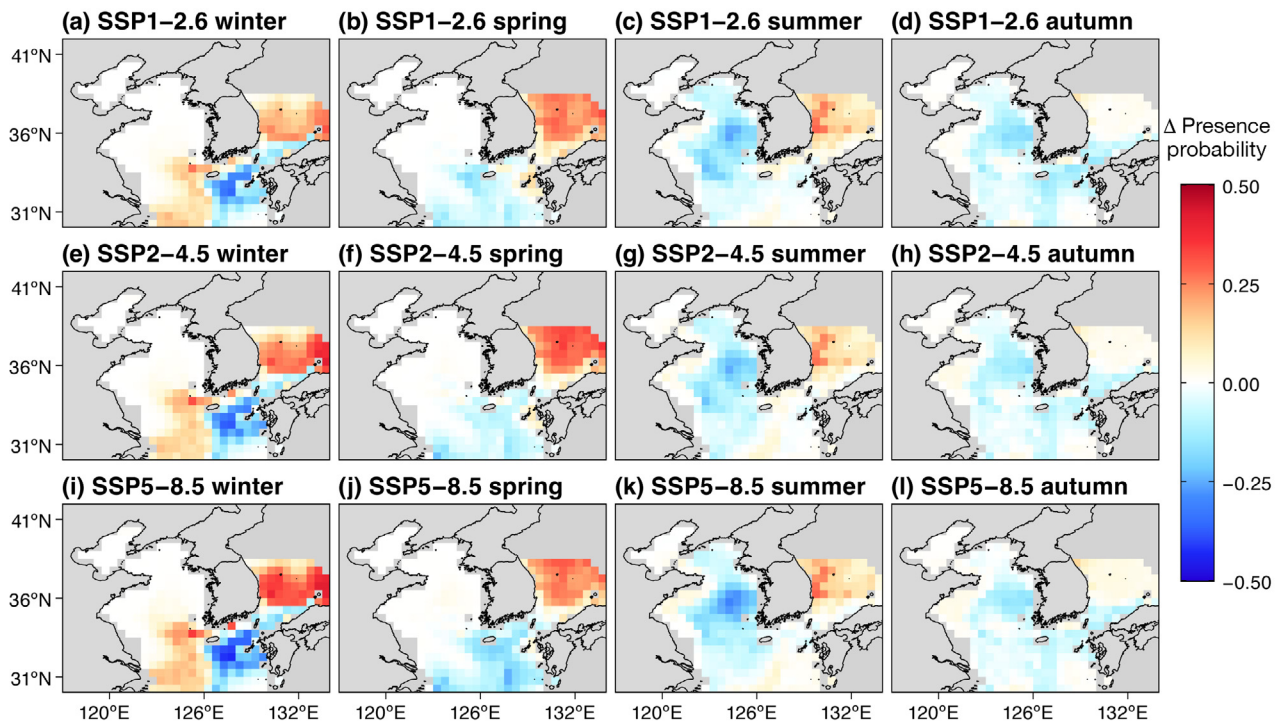 (a) SSP1−2.6 winter
(b) SSP1−2.6 spring
(c) SSP1−2.6 summer
(d) SSP1−2.6 autumn
41°N
36°N
31°N
(e) SSP2−4.5 winter
(f) SSP2−4.5 spring
(g) SSP2−4.5 summer
(h) SSP2−4.5 autumn
41°N
36°N
31°N
(i) SSP5−8.5 winter
(j) SSP5−8.5 spring
(k) SSP5−8.5 summer
(l) SSP5−8.5 autumn
41°N
36°N
31°N
120°E 126°E 132°E
120°E 126°E 132°E
120°E 126°E 132°E
120°E 126°E 132°E
Δ Presence
probability
0.50
0.25
0.00
−0.25
−0.50